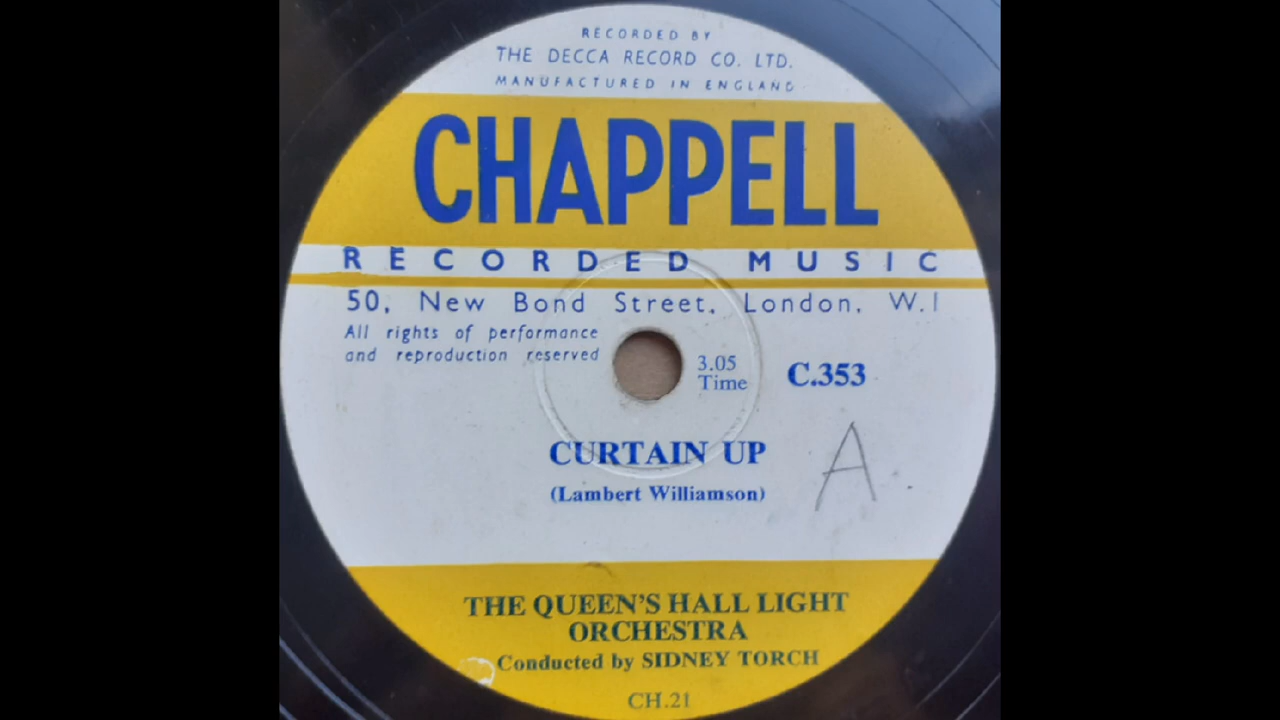 RECORDED BY
THE DECCA RECORD CO. LTD.
MANUFACTURED IN ENGLAND
CHAPPELL
RECORDED MUSIC
50, New Bond Street, London, W.1
All rights of performance
and reproduction reserved
3.05
Time
C.353
CURTAIN UP
(Lambert Williamson)
A.
THE QUEEN'S HALL LIGHT
ORCHESTRA
Conducted by SIDNEY TORCH
CH.21